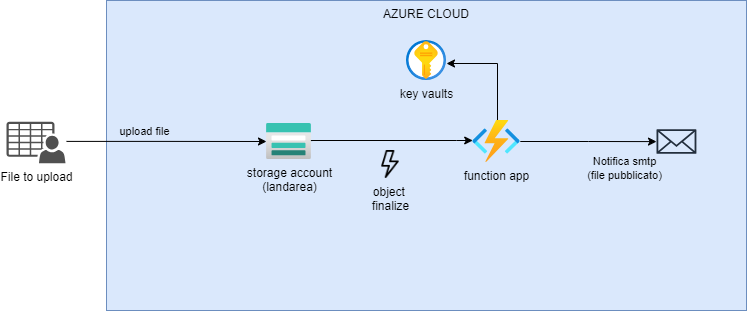 AZURE CLOUD
key vaults
upload file
File to upload
storage account
(landarea)
object
finalize
function app
Notifica smtp
(file pubblicato)